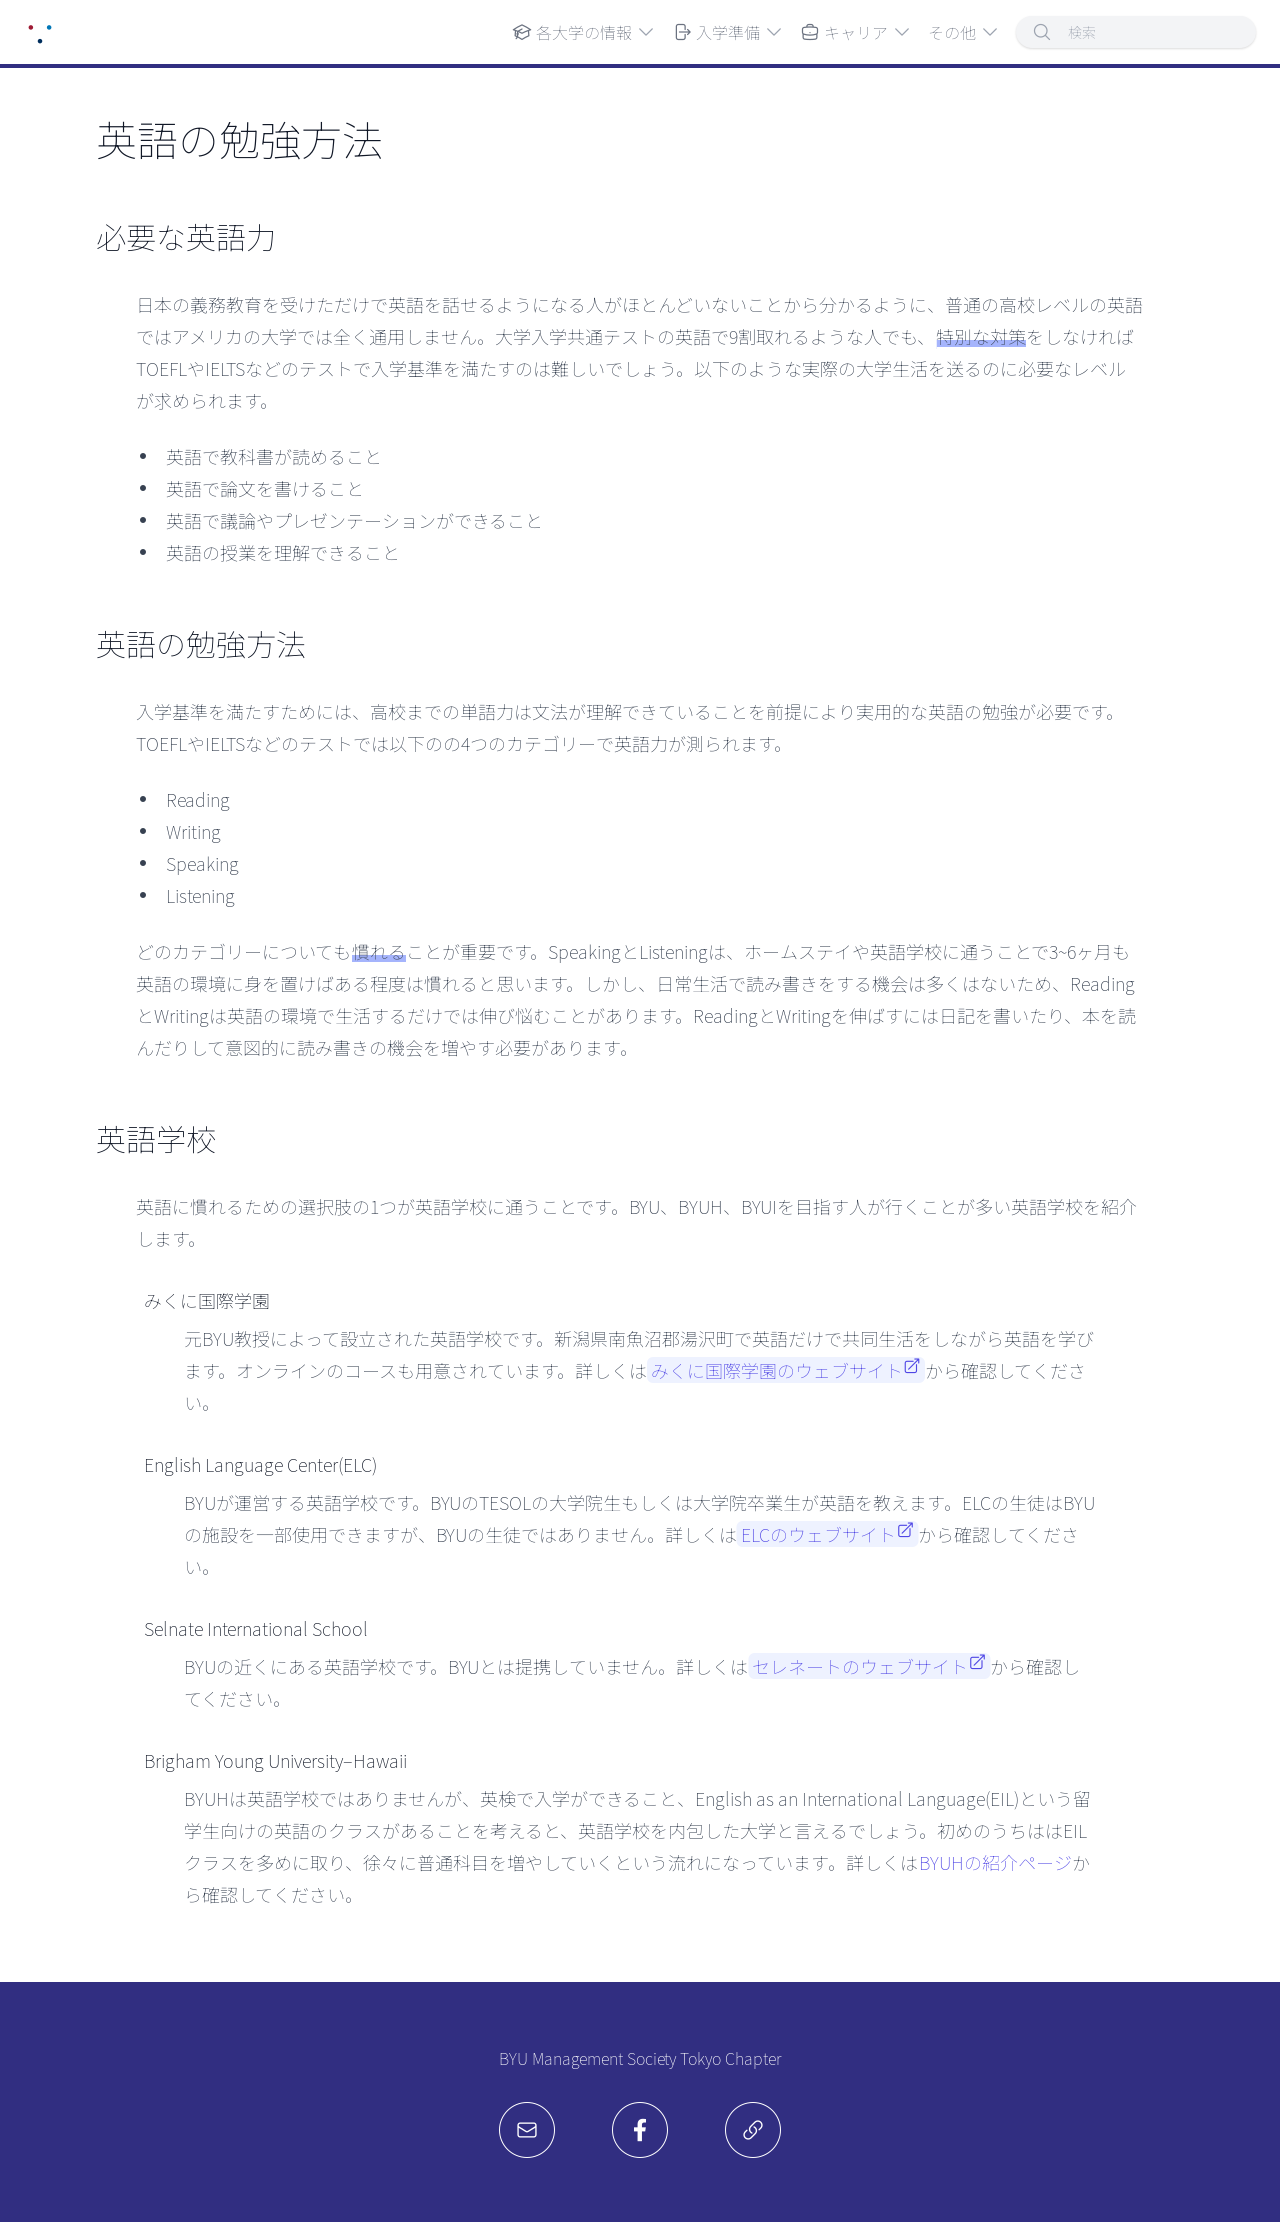 各大学の情報 入学準備 キャリア その他 検索
英語の勉強方法
必要な英語力
日本の義務教育を受けただけで英語を話せるようになる人がほとんどいないことから分かるように、普通の高校レベルの英語
ではアメリカの大学では全く通用しません。大学入学共通テストの英語で9割取れるような人でも、特別な対策をしなければ
TOEFLやIELTSなどのテストで入学基準を満たすのは難しいでしょう。以下のような実際の大学生活を送るのに必要なレベル
が求められます。
• 英語で教科書が読めること
• 英語で論文を書けること
• 英語で議論やプレゼンテーションができること
• 英語の授業を理解できること
英語の勉強方法
入学基準を満たすためには、高校までの単語力は文法が理解できていることを前提により実用的な英語の勉強が必要です。
TOEFLやIELTSなどのテストでは以下のの4つのカテゴリーで英語力が測られます。
• Reading
• Writing
• Speaking
• Listening
どのカテゴリーについても慣れることが重要です。SpeakingとListeningは、ホームステイや英語学校に通うことで3~6ヶ月も
英語の環境に身を置けばある程度は慣れると思います。しかし、日常生活で読み書きをする機会は多くはないため、Reading
とWritingは英語の環境で生活するだけでは伸び悩むことがあります。ReadingとWritingを伸ばすには日記を書いたり、本を読
んだりして意図的に読み書きの機会を増やす必要があります。
英語学校
英語に慣れるための選択肢の1つが英語学校に通うことです。BYU、BYUH、BYUIを目指す人が行くことが多い英語学校を紹介
します。
みくに国際学園
元BYU教授によって設立された英語学校です。新潟県南魚沼郡湯沢町で英語だけで共同生活をしながら英語を学び
ます。オンラインのコースも用意されています。詳しくはみくに国際学園のウェブサイトから確認してくださ
い。
English Language Center(ELC)
BYUが運営する英語学校です。BYUのTESOLの大学院生もしくは大学院卒業生が英語を教えます。ELCの生徒はBYU
の施設を一部使用できますが、BYUの生徒ではありません。詳しくはELCのウェブサイトから確認してくださ
い。
Selnate International School
BYUの近くにある英語学校です。BYUとは提携していません。詳しくはセレネートのウェブサイトから確認し
てください。
Brigham Young University–Hawaii
BYUHは英語学校ではありませんが、英検で入学ができること、English as an International Language(EIL)という留
学生向けの英語のクラスがあることを考えると、英語学校を内包した大学と言えるでしょう。初めのうちははEIL
クラスを多めに取り、徐々に普通科目を増やしていくという流れになっています。詳しくはBYUHの紹介ページか
ら確認してください。
BYU Management Society Tokyo Chapter